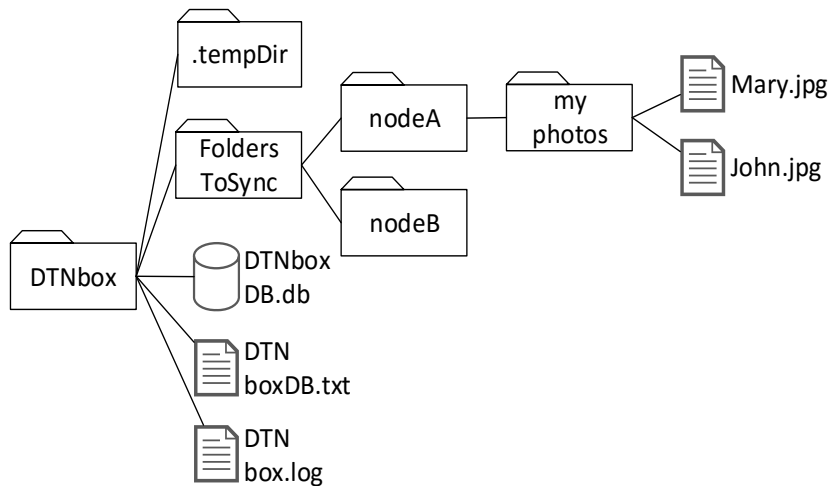 .tempDir
Folders
ToSync
nodeA
my
photos
Mary.jpg
John.jpg
nodeB
DTNbox
DTNbox
DB.db
DTN
boxDB.txt
DTN
box.log